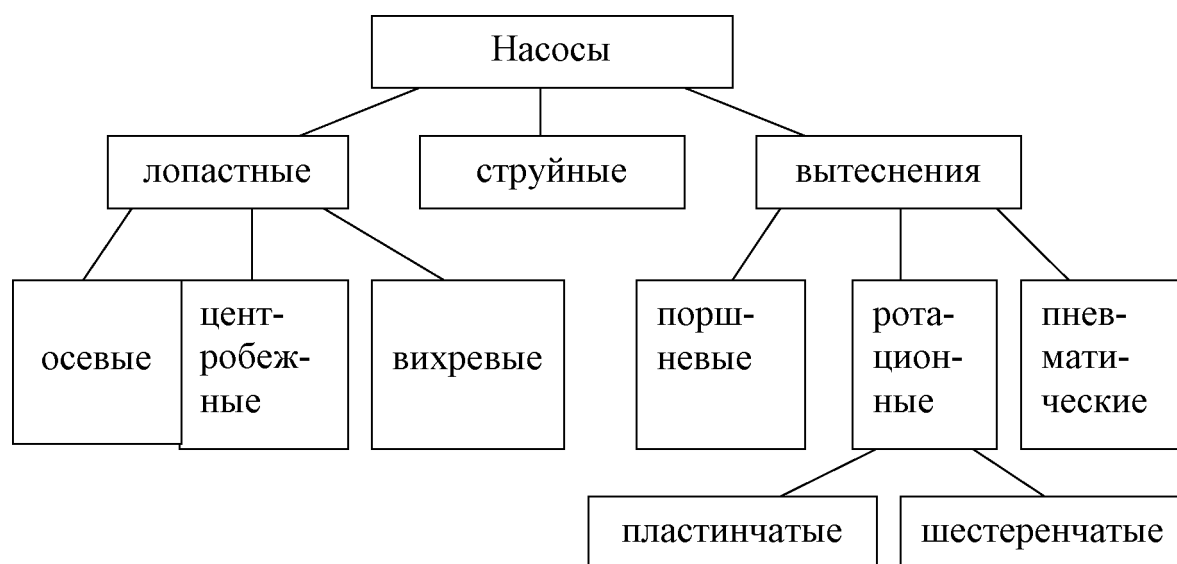 Насосы
лопастные
струйные
вытеснения
осевые
цент-
робеж-
ные
вихревые
порш-
невые
рота-
цион-
ные
пнев-
мати-
ческие
пластинчатые
шестеренчатые